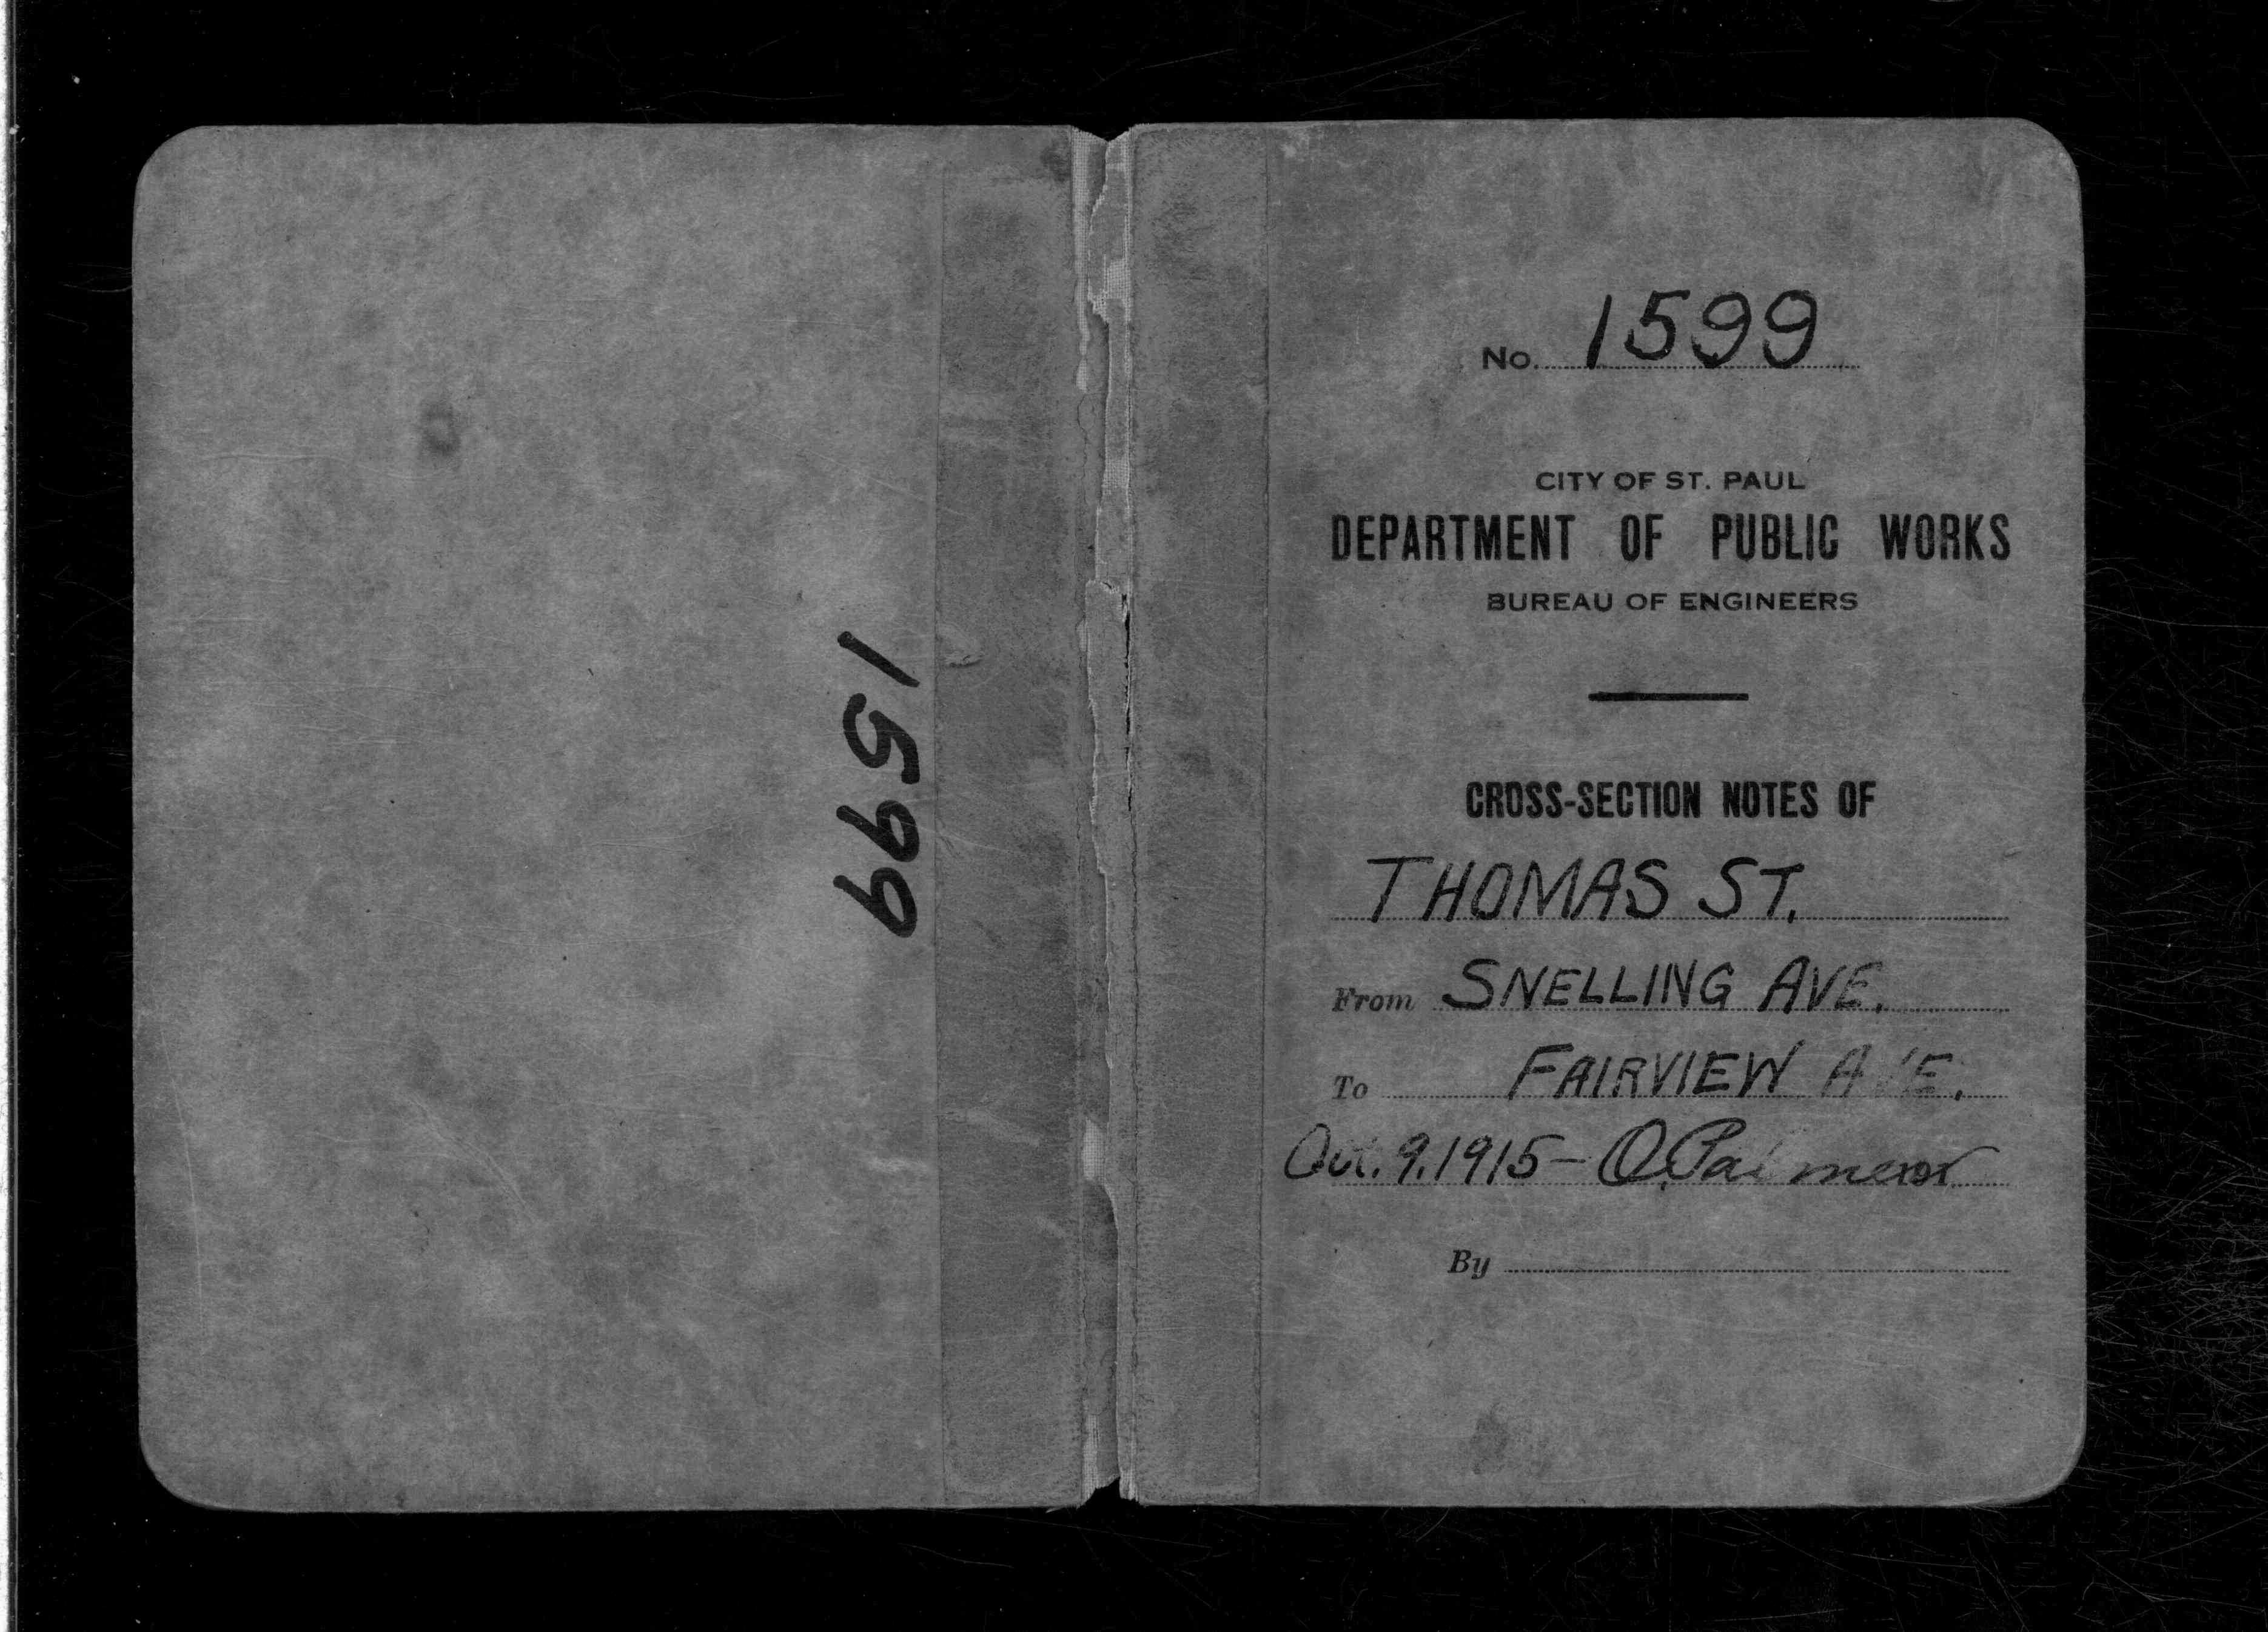 1599
No. 1599
CITY OF ST. PAUL
DEPARTMENT OF PUBLIC WORKS
BUREAU OF ENGINEERS
CROSS-SECTION NOTES OF
THOMAS ST.
From SNELLING AVE.
To FAIRVIEW AVE.
Oct. 9. 1915 - O. Palmer
By